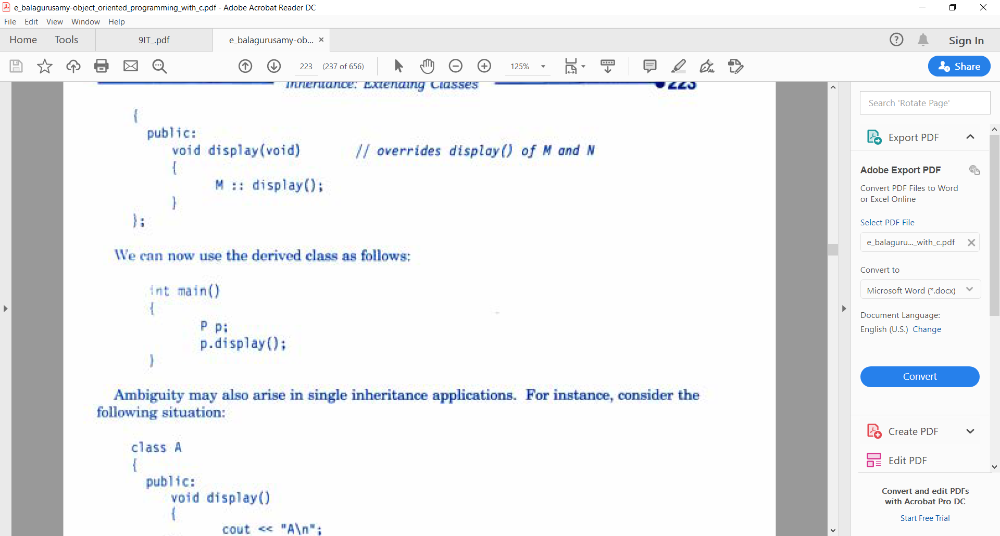 e_balagurusamy-object_oriented_programming_with_c.pdf - Adobe Acrobat Reader DC
File Edit View Window Help
Home Tools 9IT_.pdf e_balagurusamy-ob... ×
? Sign In
223 (237 of 656) 125% Share
Inheritance: Extending Classes 223
{
public:
void display(void) // overrides display() of M and N
{
M :: display();
}
};
We can now use the derived class as follows:
int main()
{
P p;
p.display();
}
Ambiguity may also arise in single inheritance applications. For instance, consider the
following situation:
class A
{
public:
void display()
{
cout << "A\n";
Search 'Rotate Page'
Export PDF
Adobe Export PDF
Convert PDF Files to Word
or Excel Online
Select PDF File
e_balaguru..._with_c.pdf
Convert to
Microsoft Word (*.docx)
Document Language:
English (U.S.) Change
Convert
Create PDF
Edit PDF
Convert and edit PDFs
with Acrobat Pro DC
Start Free Trial